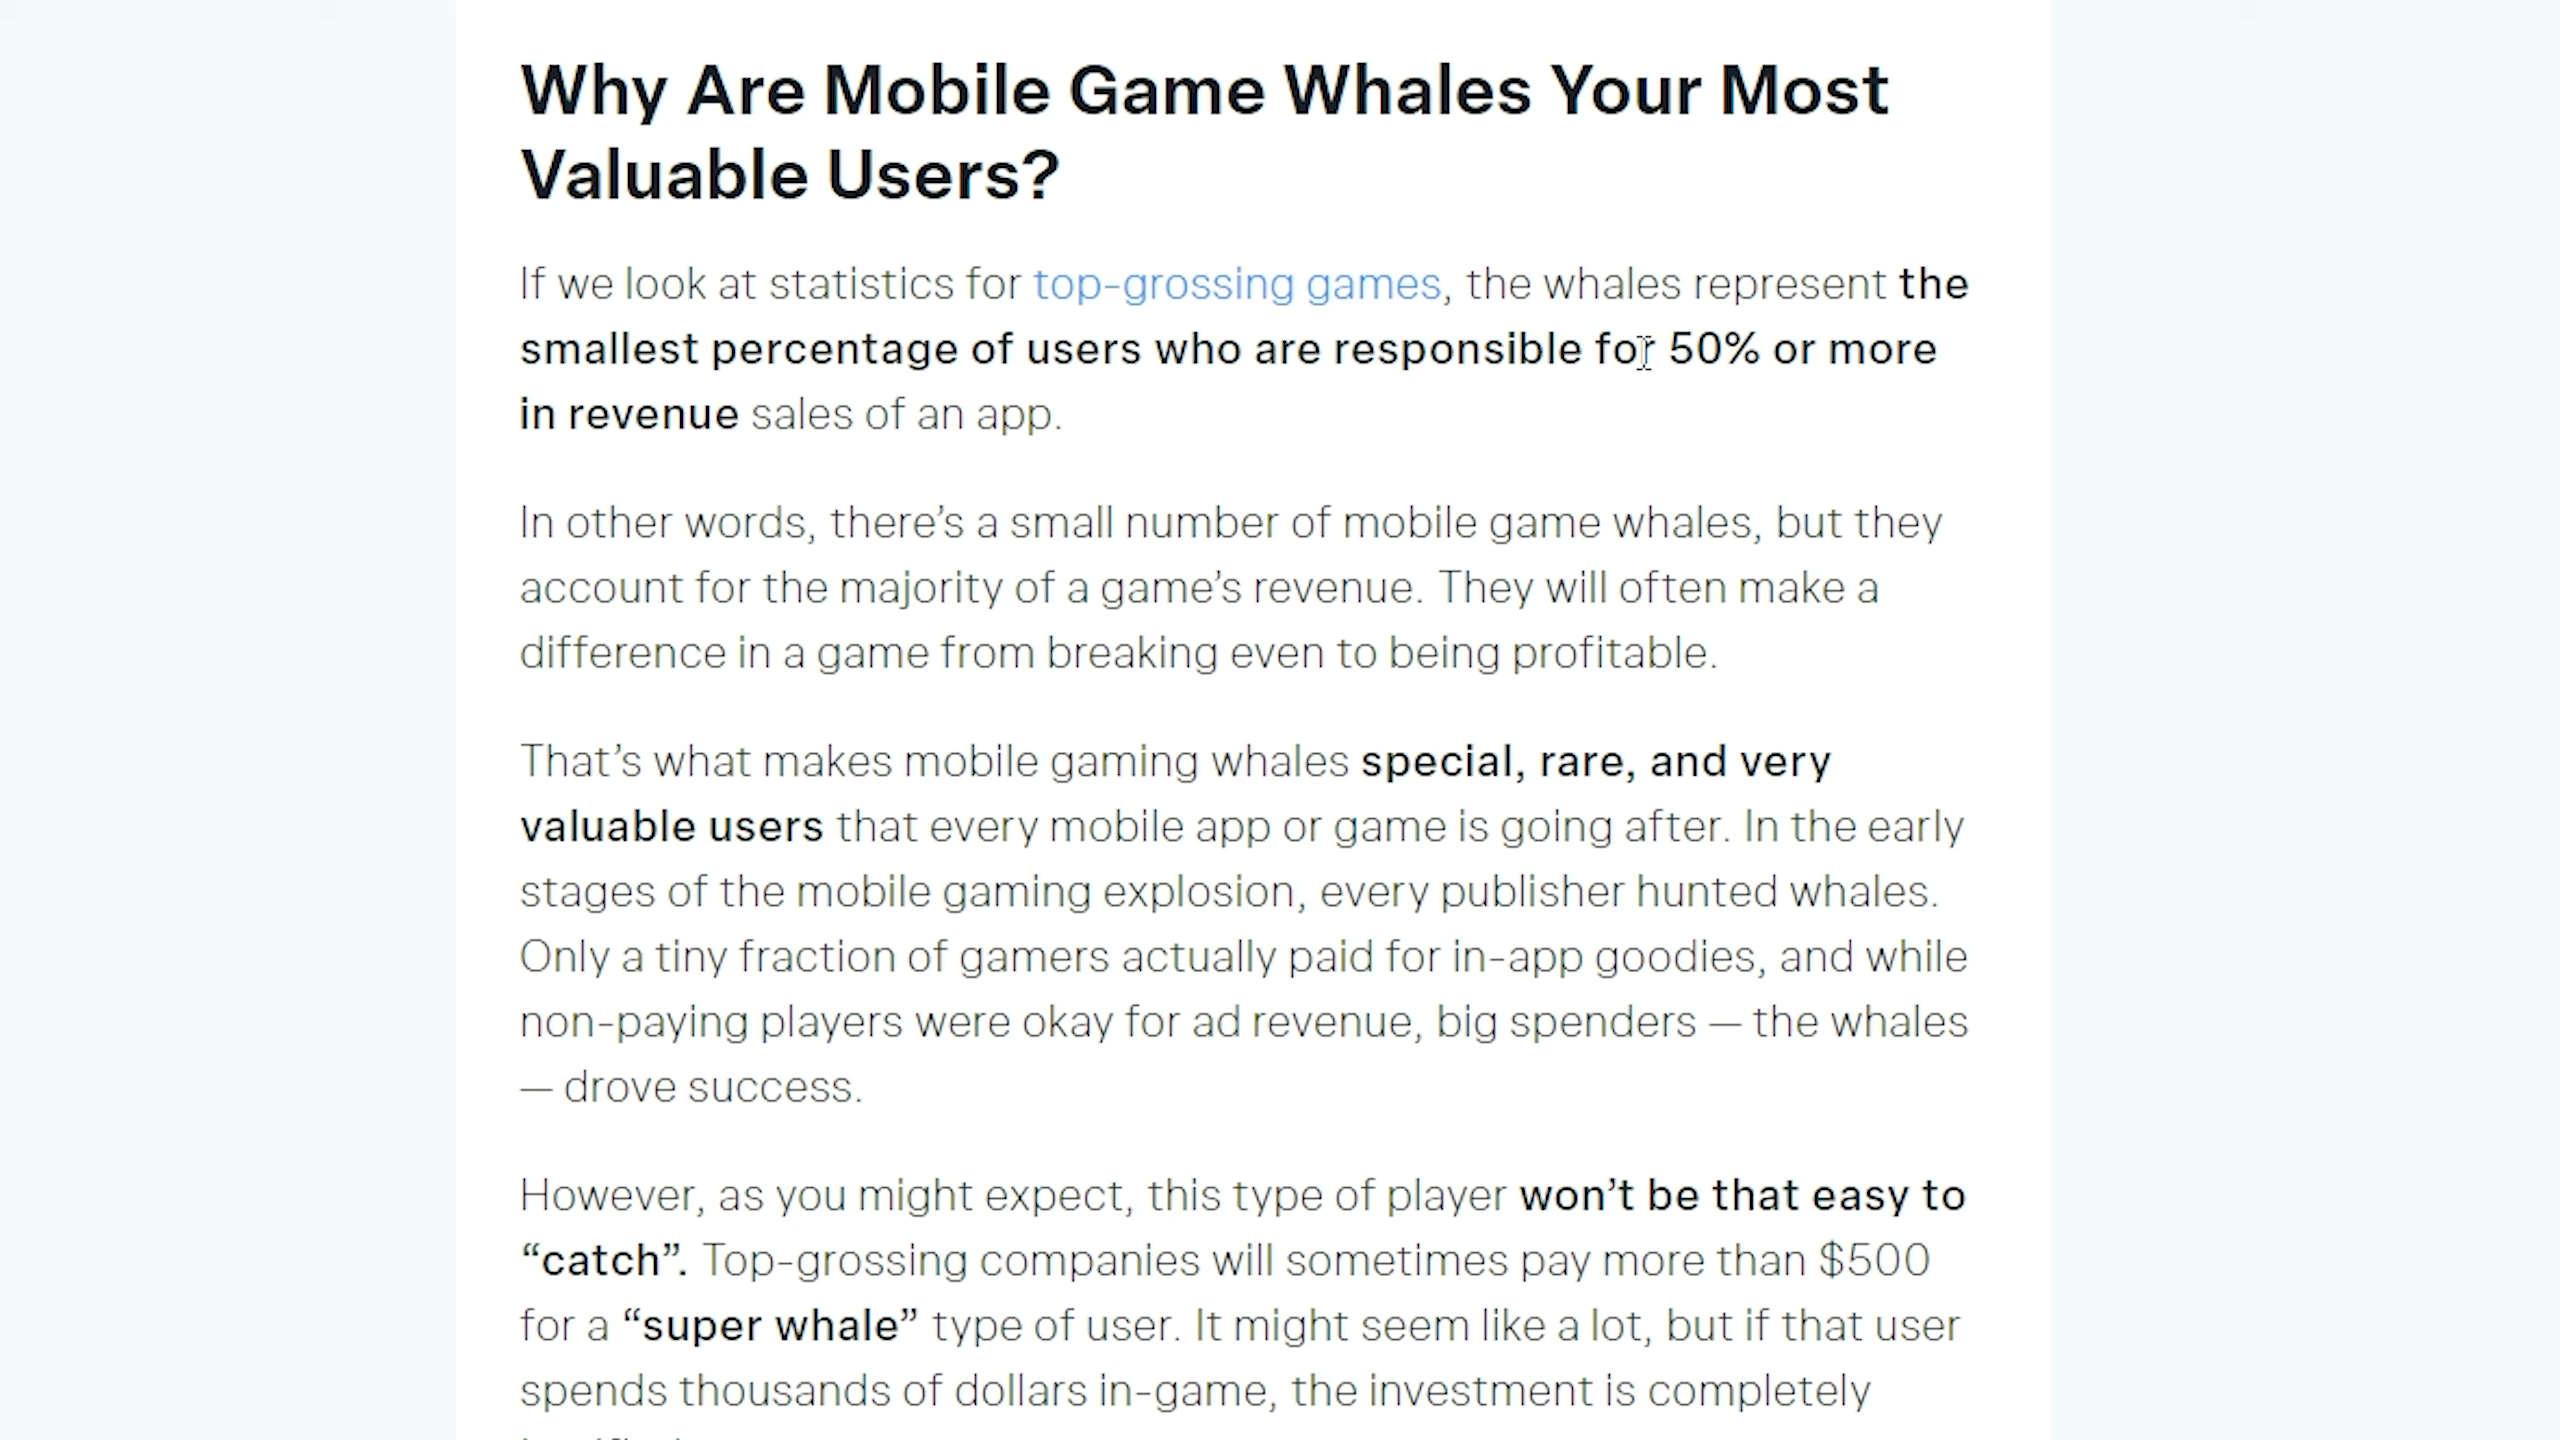 Why Are Mobile Game Whales Your Most
Valuable Users?
If we look at statistics for top-grossing games, the whales represent the
smallest percentage of users who are responsible for 50% or more
in revenue sales of an app.
In other words, there’s a small number of mobile game whales, but they
account for the majority of a game’s revenue. They will often make a
difference in a game from breaking even to being profitable.
That’s what makes mobile gaming whales special, rare, and very
valuable users that every mobile app or game is going after. In the early
stages of the mobile gaming explosion, every publisher hunted whales.
Only a tiny fraction of gamers actually paid for in-app goodies, and while
non-paying players were okay for ad revenue, big spenders — the whales
— drove success.
However, as you might expect, this type of player won’t be that easy to
“catch”. Top-grossing companies will sometimes pay more than $500
for a “super whale” type of user. It might seem like a lot, but if that user
spends thousands of dollars in-game, the investment is completely